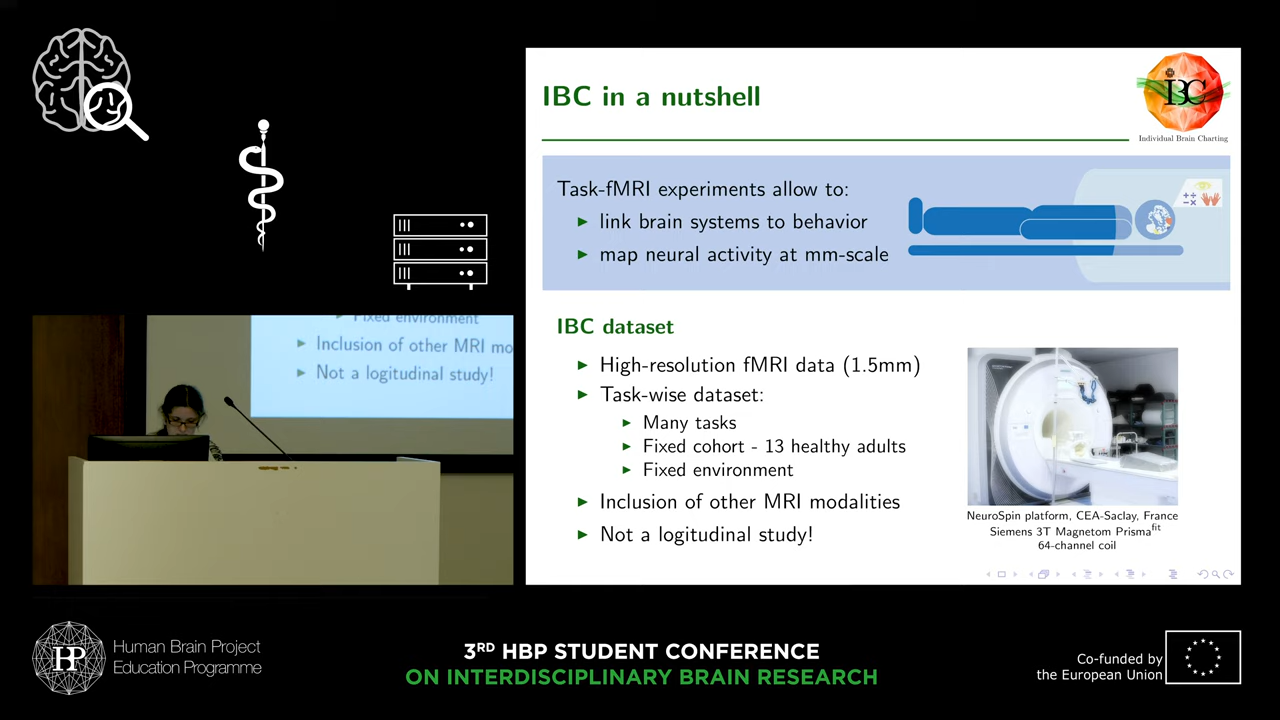 IBC in a nutshell
IBC
Individual Brain Charting
Task-fMRI experiments allow to:
link brain systems to behavior
map neural activity at mm-scale
IBC dataset
High-resolution fMRI data (1.5mm)
Task-wise dataset:
Many tasks
Fixed cohort - 13 healthy adults
Fixed environment
Inclusion of other MRI modalities
Not a logitudinal study!
NeuroSpin platform, CEA-Saclay, France
Siemens 3T Magnetom Prisma fit
64-channel coil
Fixed environment
Inclusion of other MRI mo
Not a logitudinal study!
HP
Human Brain Project
Education Programme
3RD HBP STUDENT CONFERENCE
ON INTERDISCIPLINARY BRAIN RESEARCH
Co-funded by
the European Union